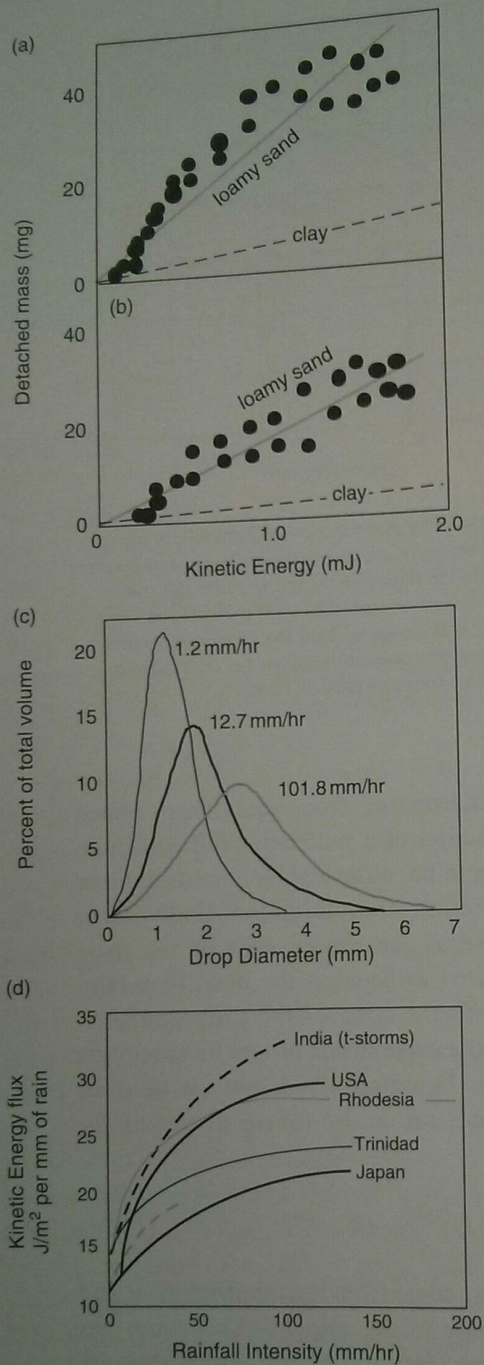 (a)
40
20
0
Detached mass (mg)
loamy sand
clay
(b)
40
20
0
loamy sand
clay
0
1.0
2.0
Kinetic Energy (mJ)
(c)
20
15
10
5
0
Percent of total volume
1.2 mm/hr
12.7 mm/hr
101.8 mm/hr
0 1 2 3 4 5 6 7
Drop Diameter (mm)
(d)
35
30
25
20
15
10
Kinetic Energy flux
J/m² per mm of rain
India (t-storms)
USA
Rhodesia
Trinidad
Japan
0 50 100 150 200
Rainfall Intensity (mm/hr)